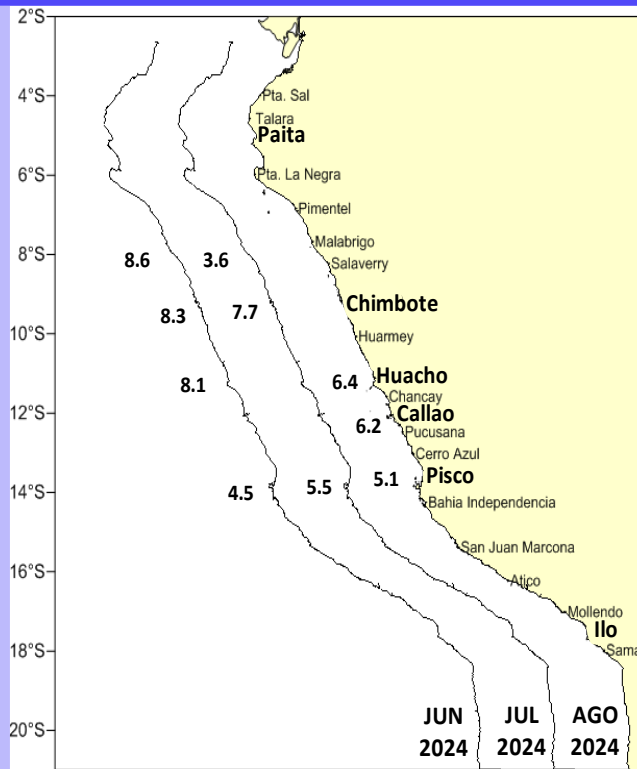 2°S
4°S
Pta. Sal
Talara
Paita
6°S
Pta. La Negra
Pimentel
Malabrigo
8°S
8.6
3.6
Salaverry
8.3
7.7
Chimbote
10°S
Huarmey
8.1
6.4
Huacho
Chancay
12°S
6.2
Callao
Pucusana
Cerro Azul
4.5
5.5
5.1
Pisco
14°S
Bahia Independencia
San Juan Marcona
16°S
Atico
Mollendo
Ilo
18°S
Sama
20°S
JUN
2024
JUL
2024
AGO
2024